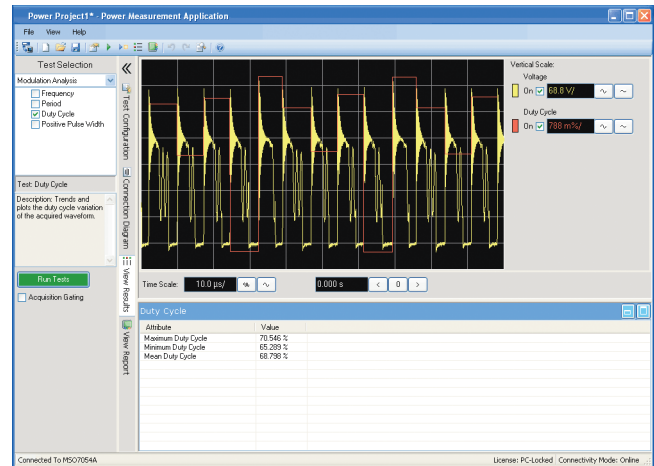 Power Project1* - Power Measurement Application
File View Help
Test Selection
Modulation Analysis
Frequency
Period
Duty Cycle
Positive Pulse Width
Test: Duty Cycle
Description: Trends and
plots the duty cycle variation
of the acquired waveform.
Run Tests
Acquisition Gating
Test Configuration
Connection Diagram
View Results
View Report
Vertical Scale:
Voltage
On 68.8 V/
Duty Cycle
On 788 m%/
Time Scale: 10.0 µs/ 0.000 s < 0 >
Duty Cycle
Attribute Value
Maximum Duty Cycle 70.546 %
Minimum Duty Cycle 65.289 %
Mean Duty Cycle 68.798 %
Connected To MSO7054A License: PC-Locked Connectivity Mode: Online